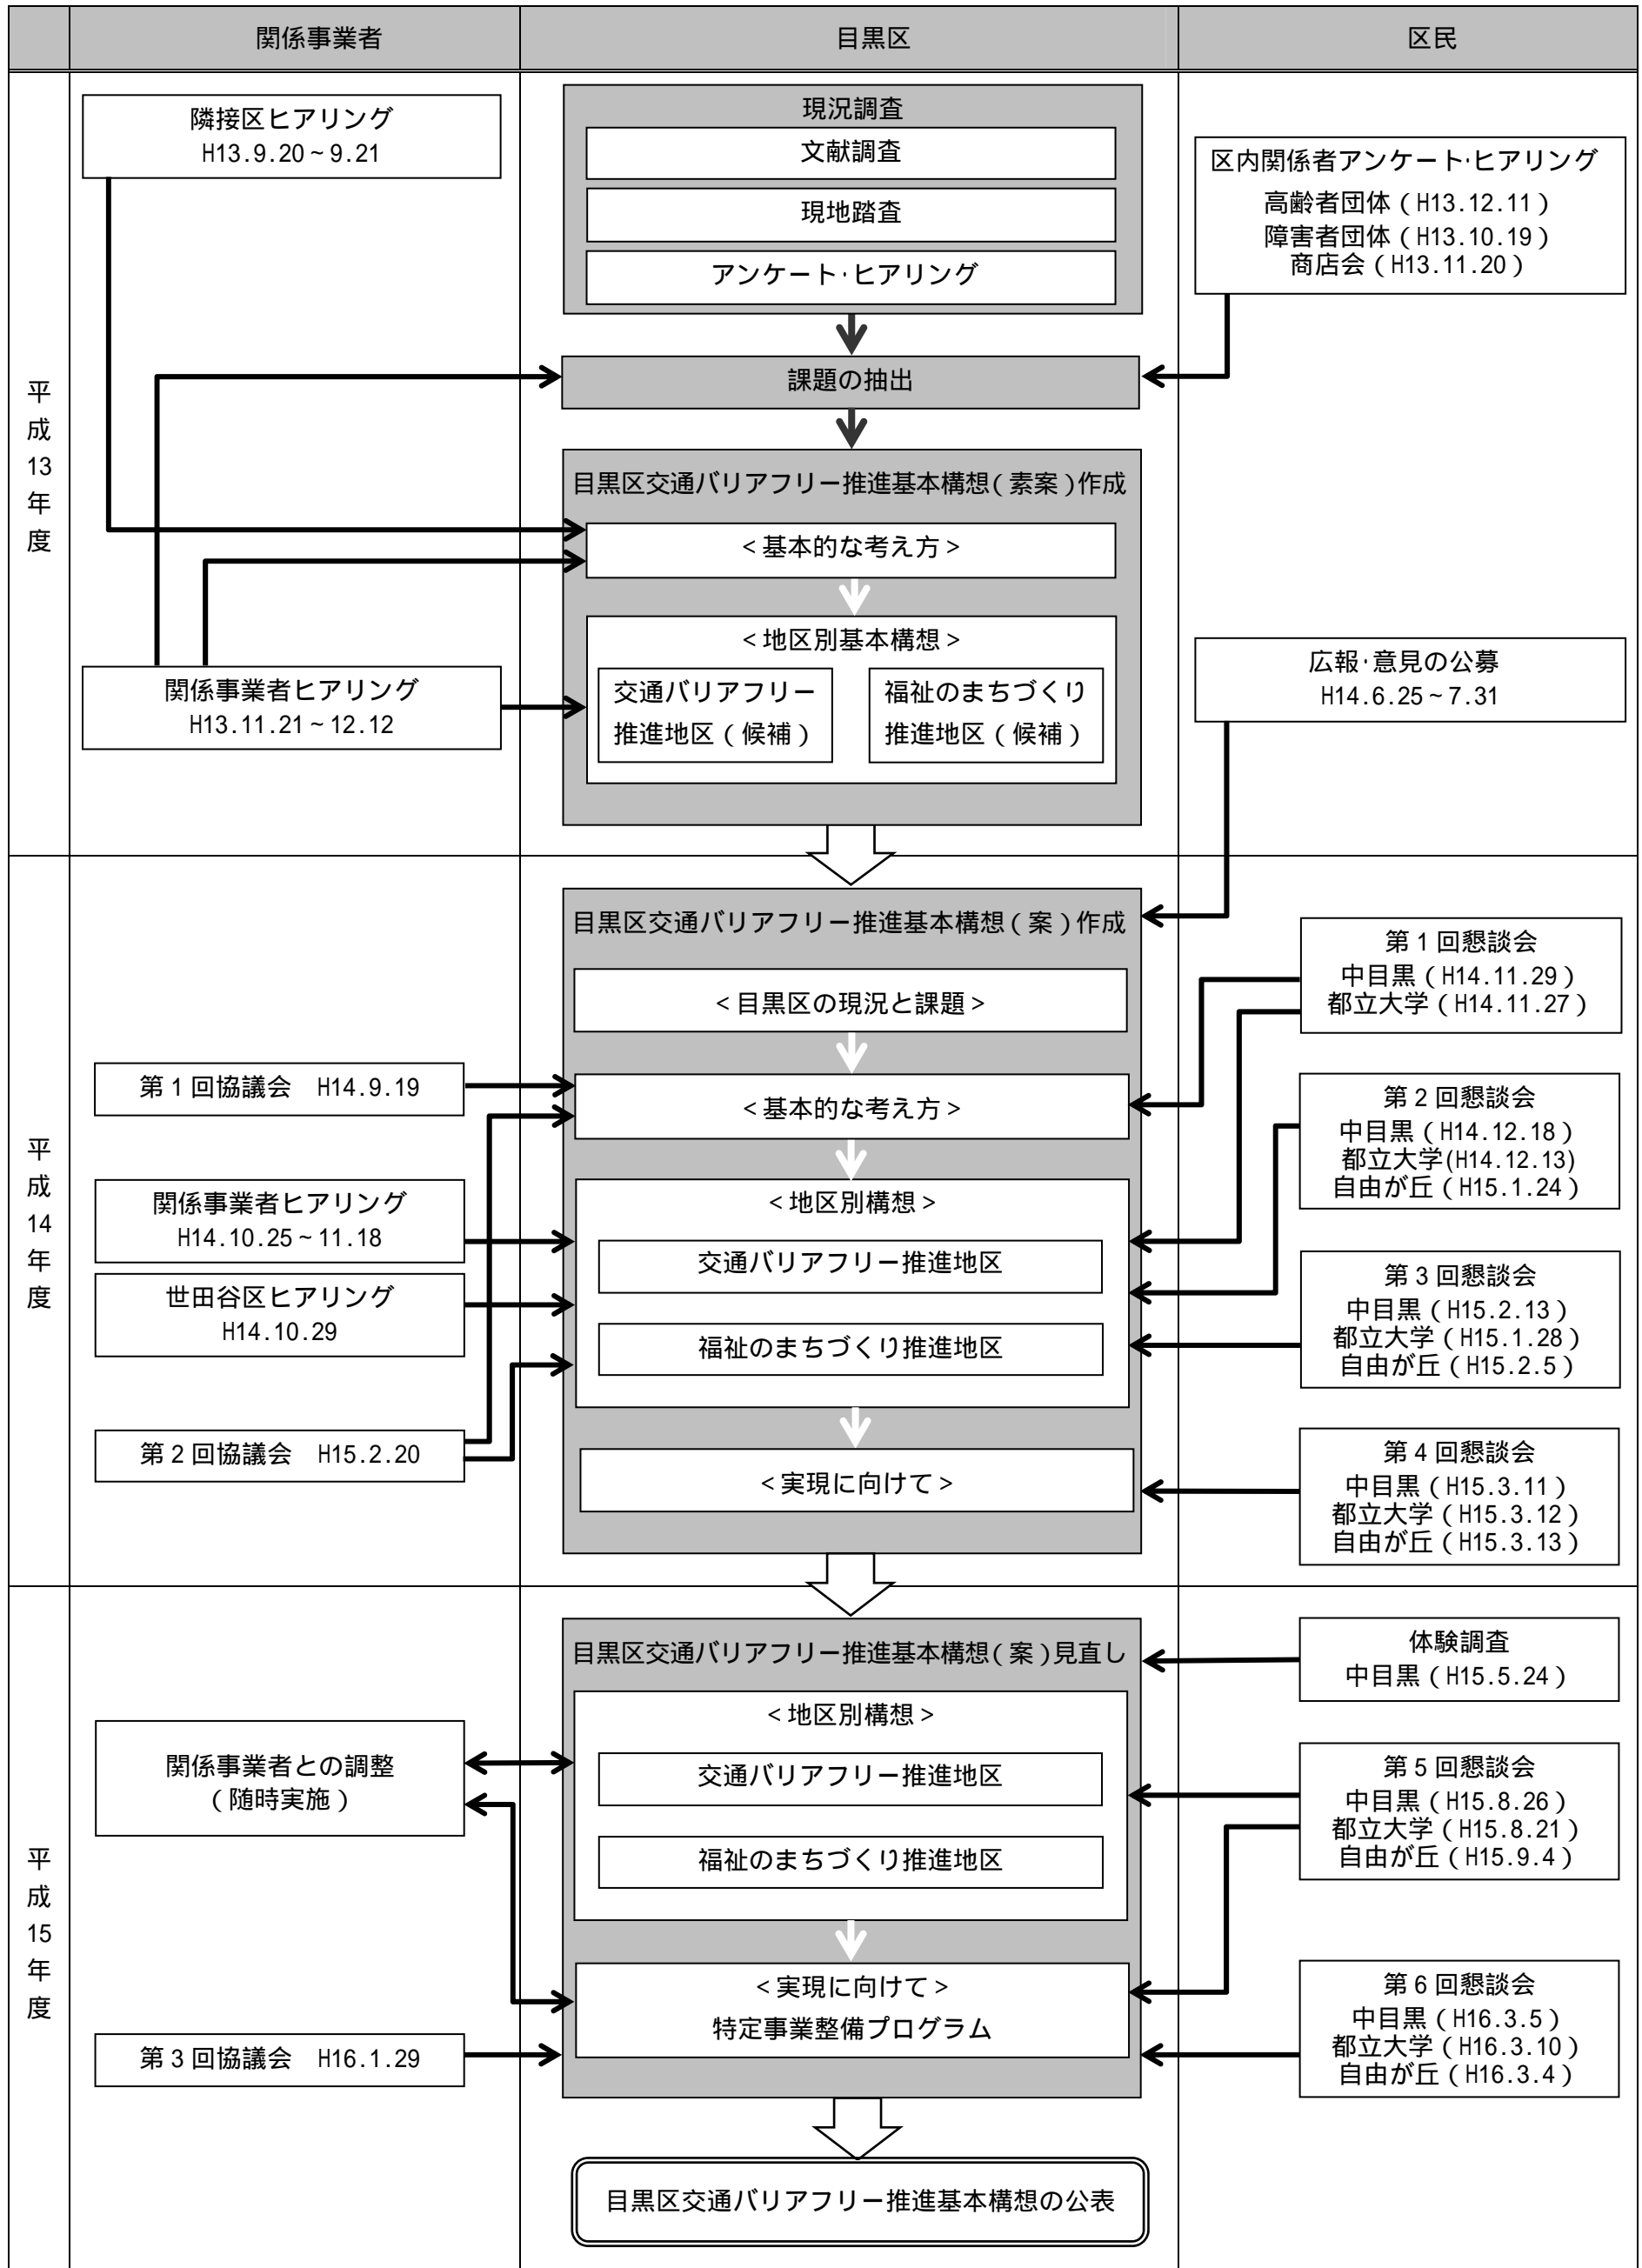 関係事業者
目黒区
区民
平成13年度
隣接区ヒアリング
H13.9.20～9.21
現況調査
文献調査
現地踏査
アンケート・ヒアリング
区内関係者アンケート・ヒアリング
高齢者団体（H13.12.11）
障害者団体（H13.10.19）
商店会（H13.11.20）
課題の抽出
目黒区交通バリアフリー推進基本構想（素案）作成
＜基本的な考え方＞
＜地区別基本構想＞
交通バリアフリー
推進地区（候補）
福祉のまちづくり
推進地区（候補）
関係事業者ヒアリング
H13.11.21～12.12
広報・意見の公募
H14.6.25～7.31
平成14年度
目黒区交通バリアフリー推進基本構想（案）作成
＜目黒区の現況と課題＞
＜基本的な考え方＞
＜地区別構想＞
交通バリアフリー推進地区
福祉のまちづくり推進地区
＜実現に向けて＞
第1回協議会　H14.9.19
関係事業者ヒアリング
H14.10.25～11.18
世田谷区ヒアリング
H14.10.29
第2回協議会　H15.2.20
第1回懇談会
中目黒（H14.11.29）
都立大学（H14.11.27）
第2回懇談会
中目黒（H14.12.18）
都立大学(H14.12.13)
自由が丘（H15.1.24）
第3回懇談会
中目黒（H15.2.13）
都立大学（H15.1.28）
自由が丘（H15.2.5）
第4回懇談会
中目黒（H15.3.11）
都立大学（H15.3.12）
自由が丘（H15.3.13）
平成15年度
目黒区交通バリアフリー推進基本構想（案）見直し
＜地区別構想＞
交通バリアフリー推進地区
福祉のまちづくり推進地区
＜実現に向けて＞
特定事業整備プログラム
関係事業者との調整
（随時実施）
第3回協議会　H16.1.29
体験調査
中目黒（H15.5.24）
第5回懇談会
中目黒（H15.8.26）
都立大学（H15.8.21）
自由が丘（H15.9.4）
第6回懇談会
中目黒（H16.3.5）
都立大学（H16.3.10）
自由が丘（H16.3.4）
目黒区交通バリアフリー推進基本構想の公表